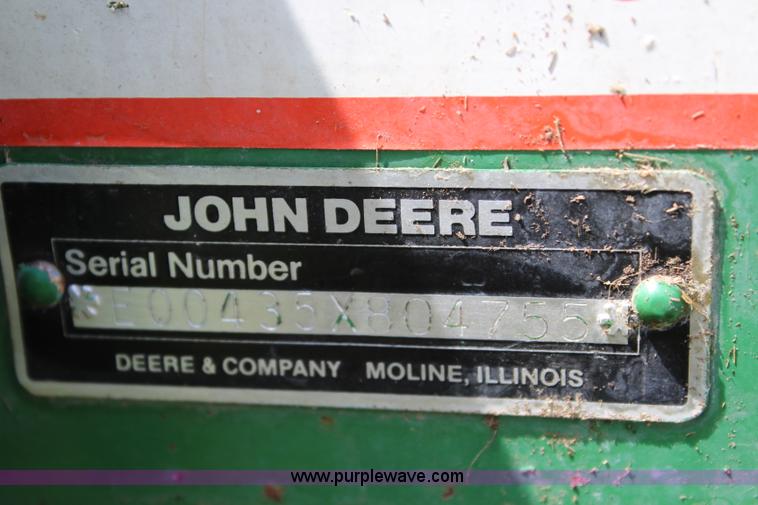 JOHN DEERE
Serial Number
*E00435X804755*
DEERE & COMPANY MOLINE, ILLINOIS
www.purplewave.com